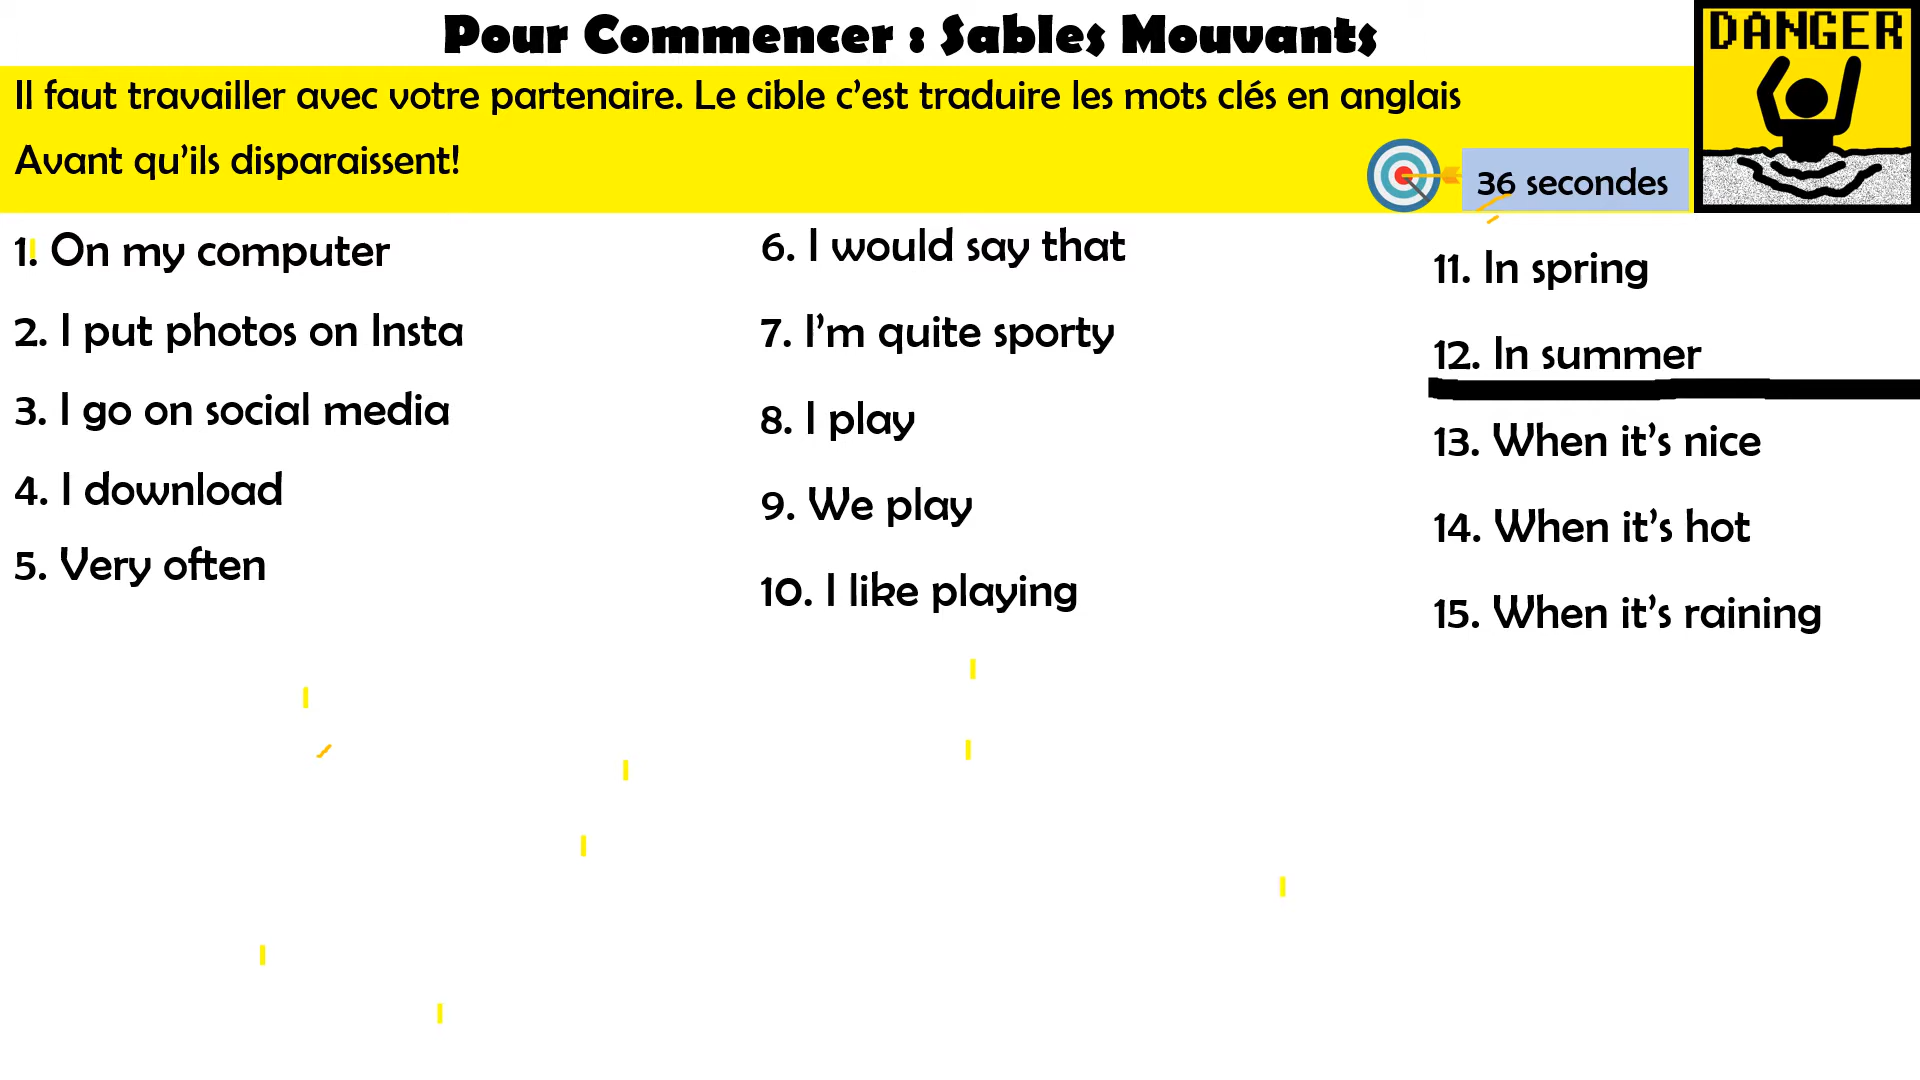 Pour Commencer : Sables Mouvants
DANGER
Il faut travailler avec votre partenaire. Le cible c'est traduire les mots clés en anglais
Avant qu'ils disparaissent!
36 secondes
1. On my computer
2. I put photos on Insta
3. I go on social media
4. I download
5. Very often
6. I would say that
7. I'm quite sporty
8. I play
9. We play
10. I like playing
11. In spring
12. In summer
13. When it's nice
14. When it's hot
15. When it's raining